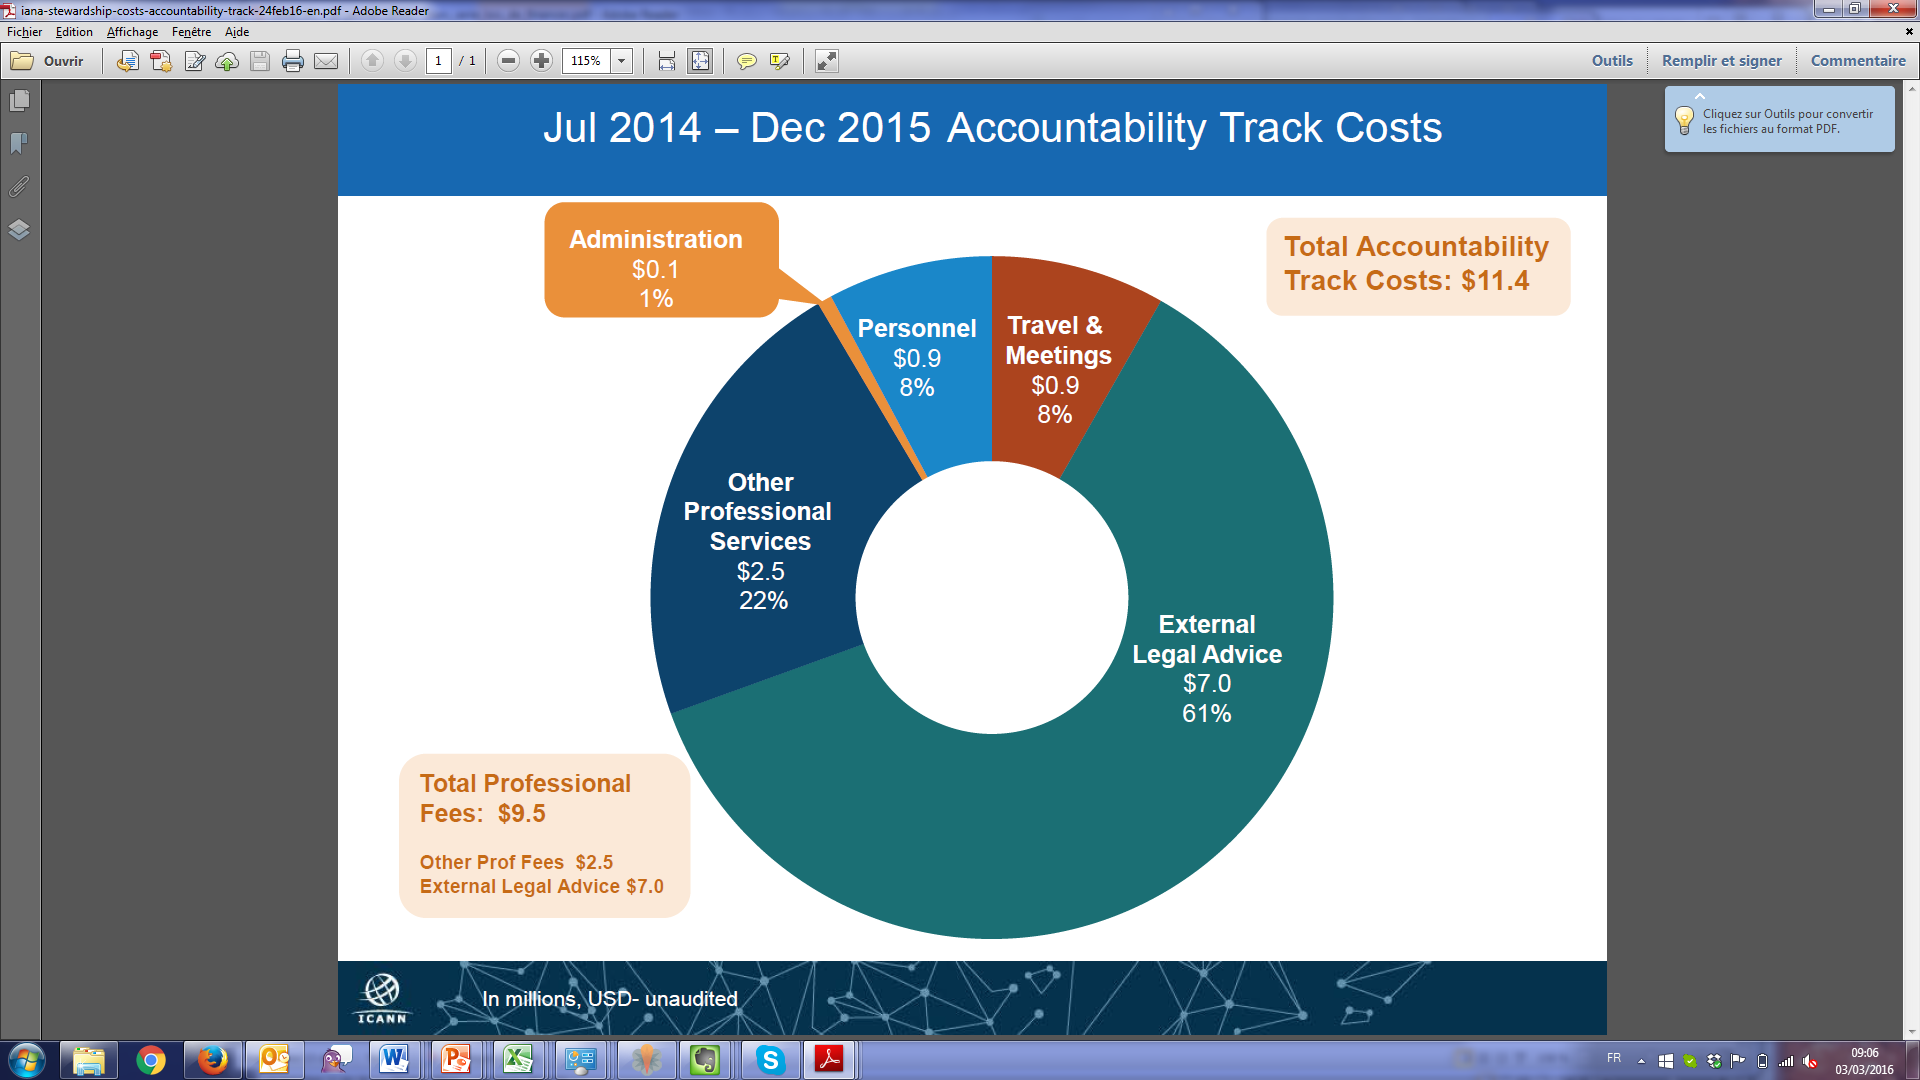 iana-stewardship-costs-accountability-track-24feb16-en.pdf - Adobe Reader
Fichier Edition Affichage Fenêtre Aide
Ouvrir
1 / 1
115%
Outils
Remplir et signer
Commentaire
Cliquez sur Outils pour convertir
les fichiers au format PDF.
Jul 2014 – Dec 2015 Accountability Track Costs
Administration
$0.1
1%
Total Accountability
Track Costs: $11.4
Personnel
$0.9
8%
Travel &
Meetings
$0.9
8%
Other
Professional
Services
$2.5
22%
External
Legal Advice
$7.0
61%
Total Professional
Fees: $9.5
Other Prof Fees $2.5
External Legal Advice $7.0
ICANN
In millions, USD- unaudited
FR
09:06
03/03/2016